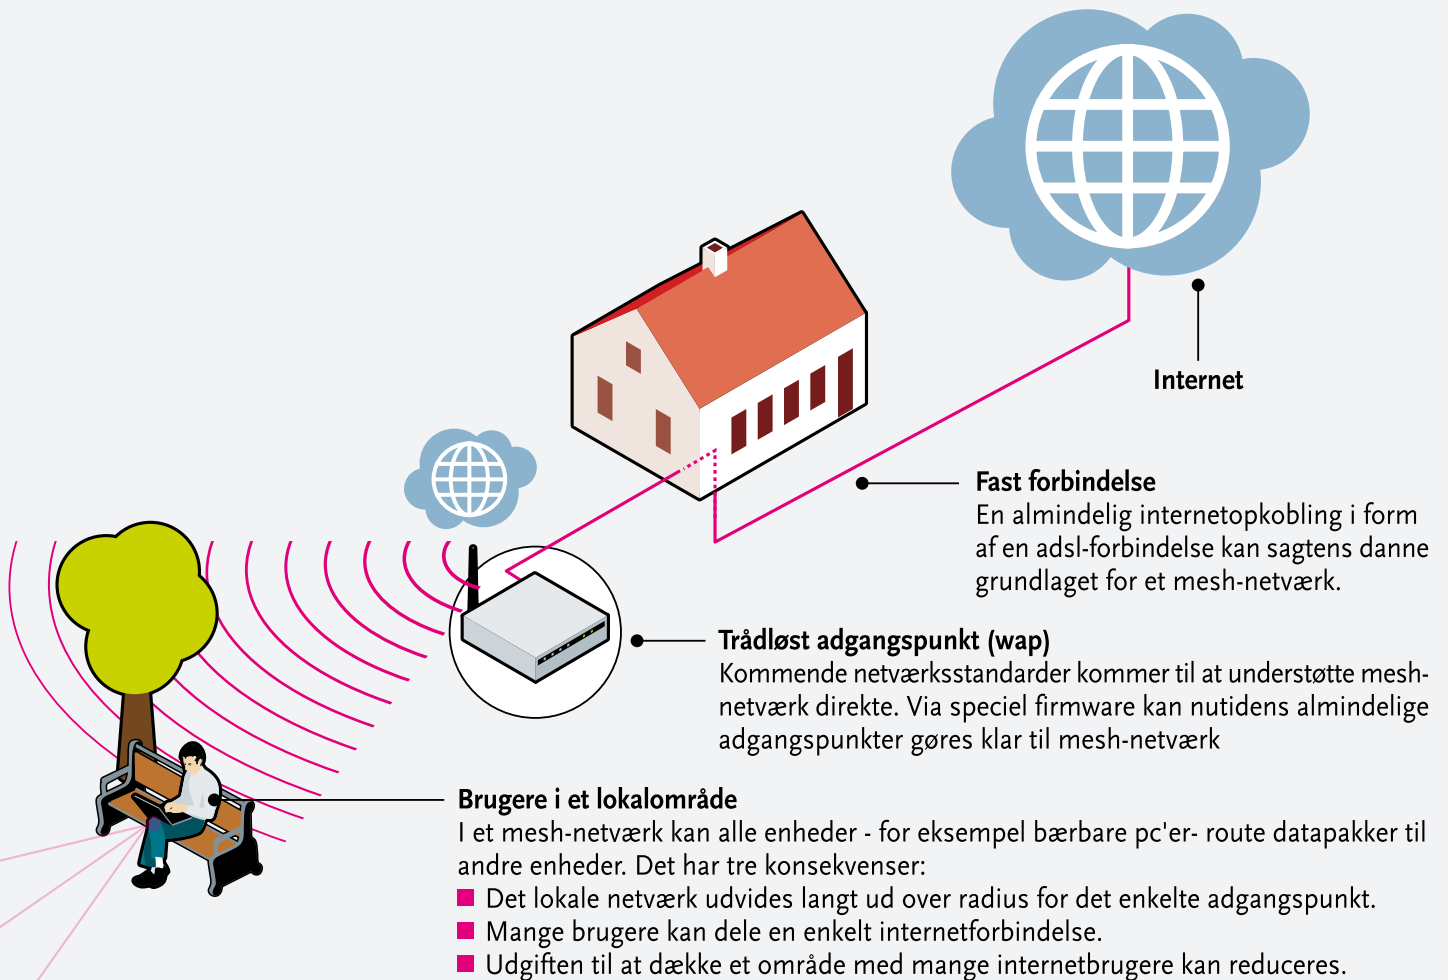 Internet
Fast forbindelse
En almindelig internetopkobling i form
af en adsl-forbindelse kan sagtens danne
grundlaget for et mesh-netværk.
Trådløst adgangspunkt (wap)
Kommende netværksstandarder kommer til at understøtte mesh-
netværk direkte. Via speciel firmware kan nutidens almindelige
adgangspunkter gøres klar til mesh-netværk
Brugere i et lokalområde
I et mesh-netværk kan alle enheder - for eksempel bærbare pc'er- route datapakker til
andre enheder. Det har tre konsekvenser:
Det lokale netværk udvides langt ud over radius for det enkelte adgangspunkt.
Mange brugere kan dele en enkelt internetforbindelse.
Udgiften til at dække et område med mange internetbrugere kan reduceres.